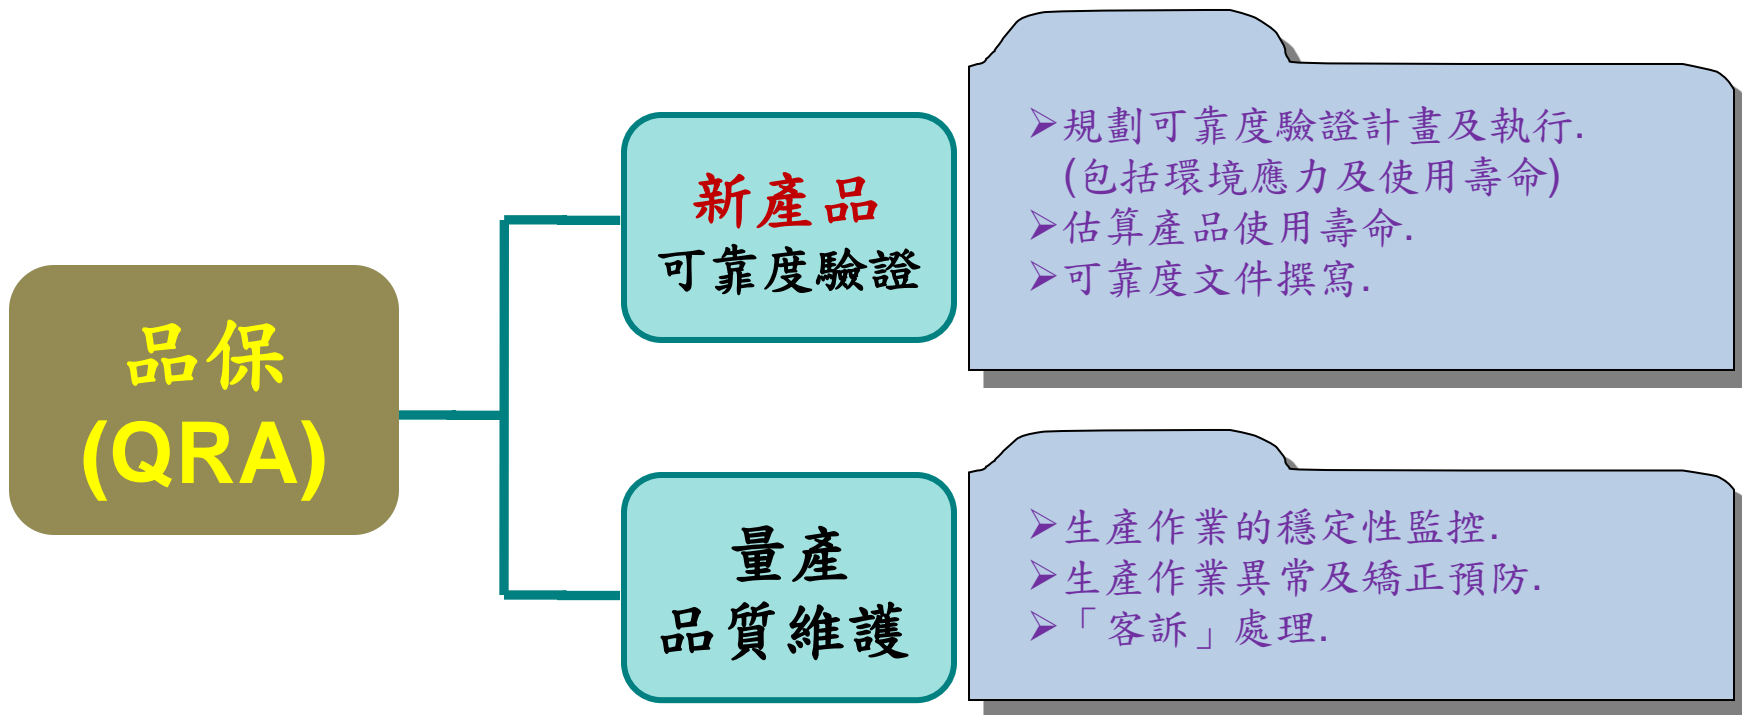 品保
(QRA)
新產品
可靠度驗證
➢規劃可靠度驗證計畫及執行.
(包括環境應力及使用壽命)
➢估算產品使用壽命.
➢可靠度文件撰寫.
量產
品質維護
➢生產作業的穩定性監控.
➢生產作業異常及矯正預防.
➢「客訴」處理.